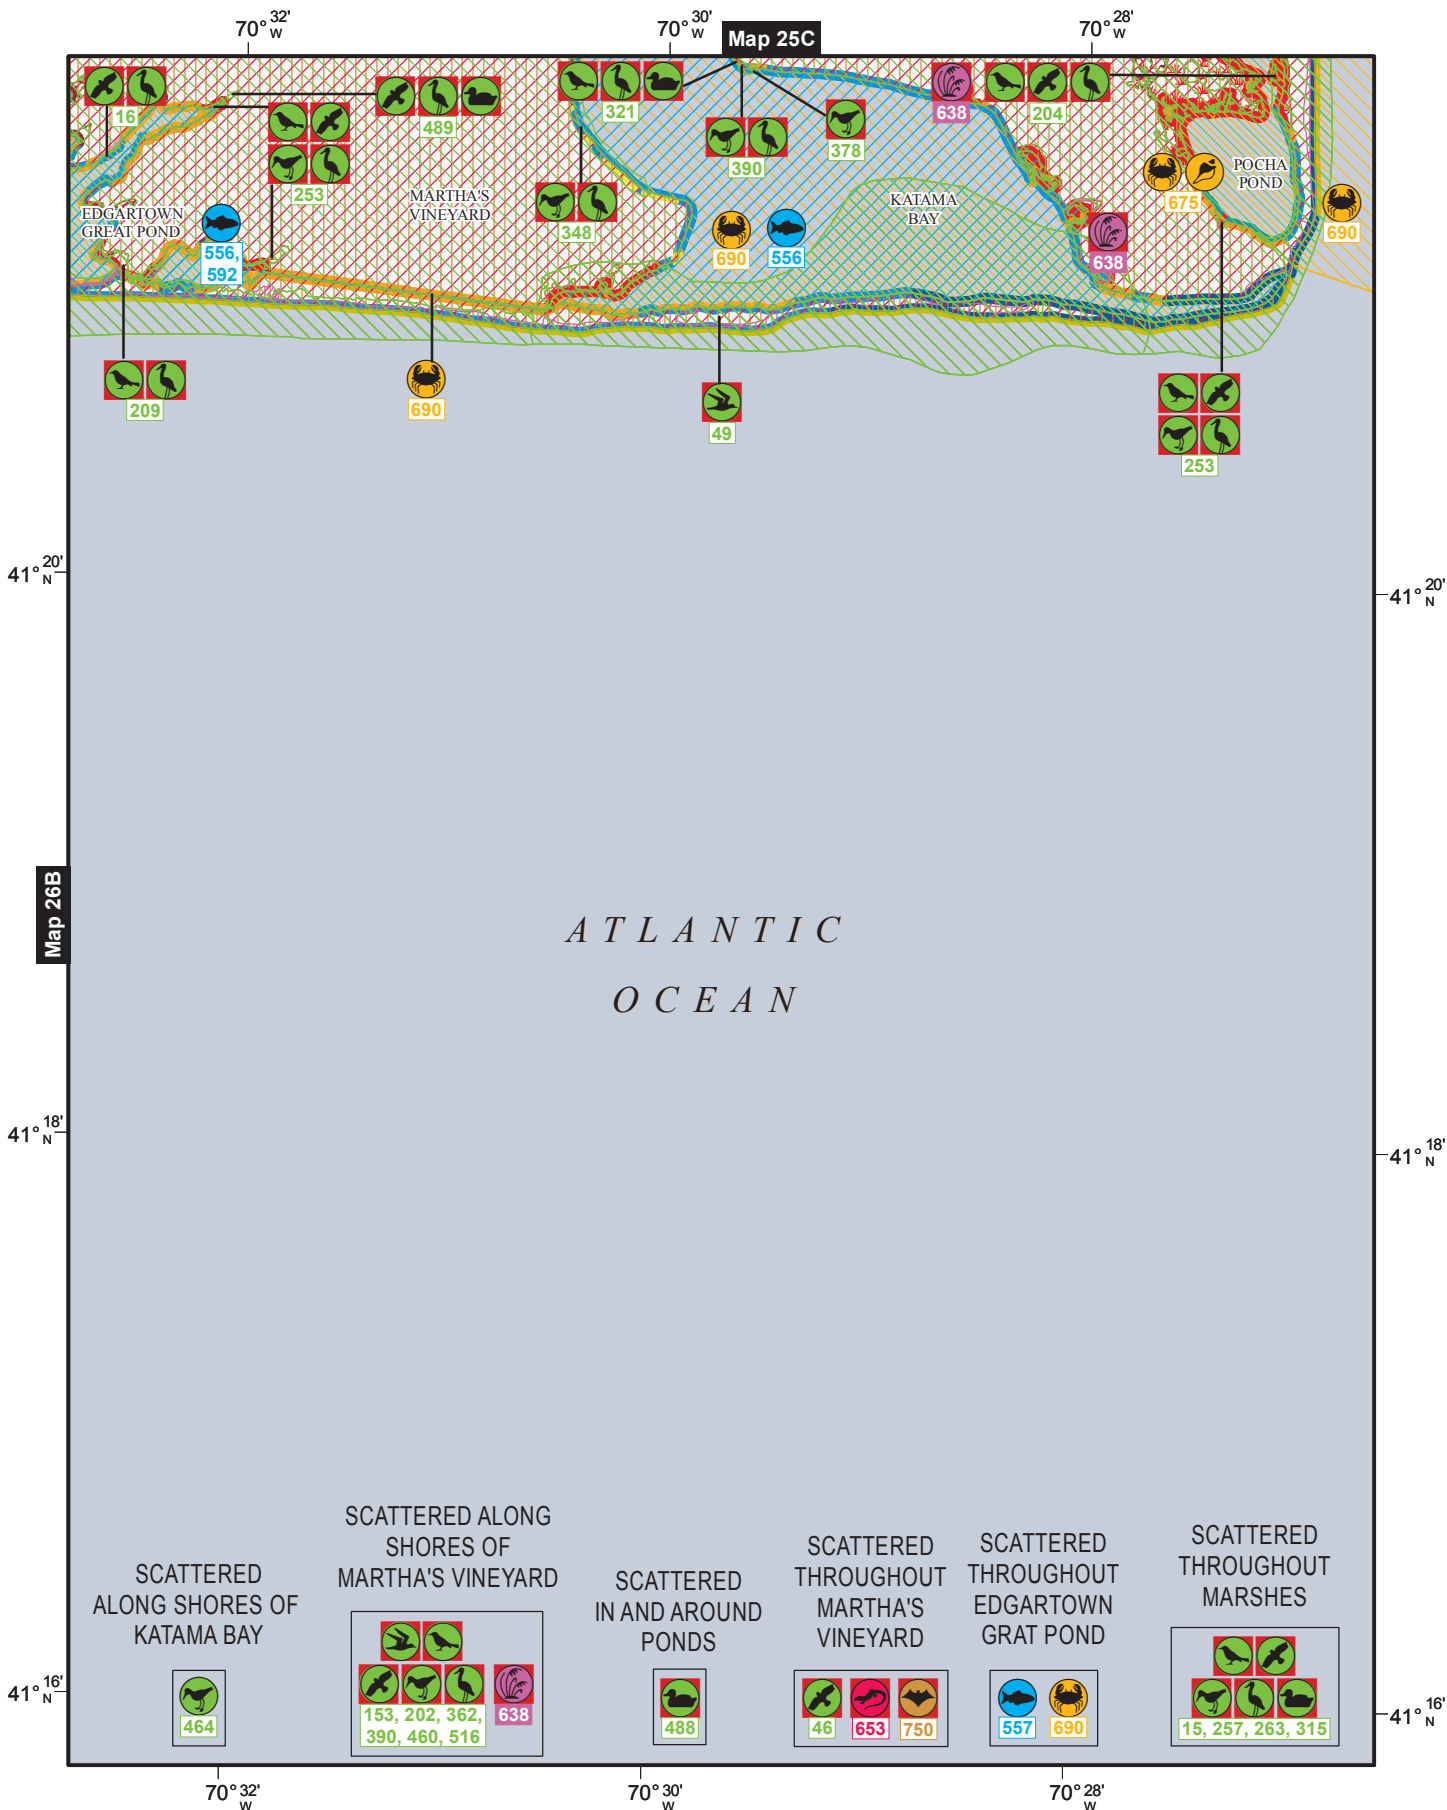 70° 32' W
70° 30' W
70° 28' W
Map 25C
16
489
321
638
204
390
378
253
EDGARTOWN
GREAT POND
MARTHA'S
VINEYARD
KATAMA
BAY
POCHA
POND
348
675
690
556,
592
690
556
638
209
690
49
253
41° 20' N
41° 20' N
Map 26B
ATLANTIC
OCEAN
41° 18' N
41° 18' N
SCATTERED
ALONG SHORES OF
KATAMA BAY
464
SCATTERED ALONG
SHORES OF
MARTHA'S VINEYARD
153, 202, 362,
390, 460, 516
638
SCATTERED
IN AND AROUND
PONDS
488
SCATTERED
THROUGHOUT
MARTHA'S
VINEYARD
46
653
750
SCATTERED
THROUGHOUT
EDGARTOWN
GRAT POND
557
690
SCATTERED
THROUGHOUT
MARSHES
15, 257, 263, 315
41° 16' N
41° 16' N
70° 32' W
70° 30' W
70° 28' W